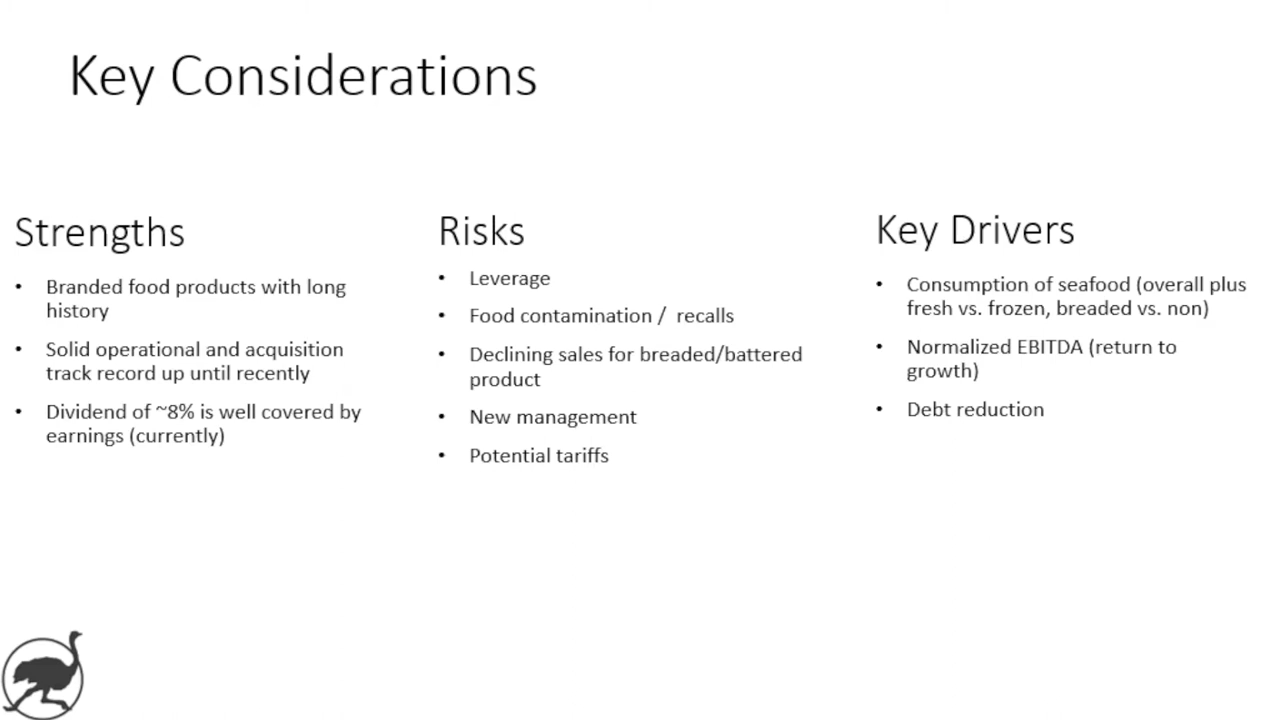 Key Considerations
Strengths
• Branded food products with long
history
• Solid operational and acquisition
track record up until recently
• Dividend of ~8% is well covered by
earnings (currently)
Risks
• Leverage
• Food contamination /  recalls
• Declining sales for breaded/battered
product
• New management
• Potential tariffs
Key Drivers
• Consumption of seafood (overall plus
fresh vs. frozen, breaded vs. non)
• Normalized EBITDA (return to
growth)
• Debt reduction